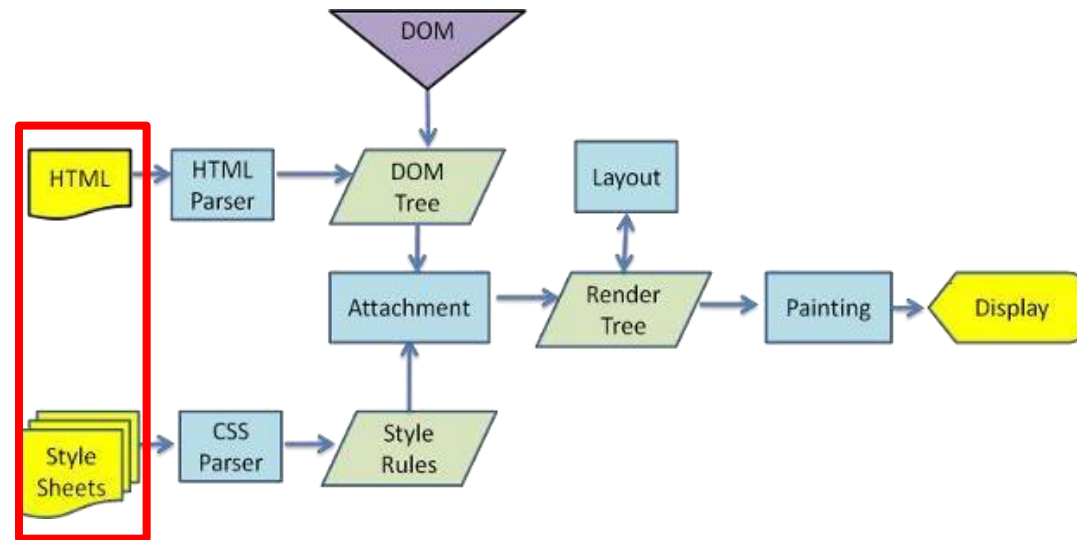 DOM
HTML
HTML
Parser
DOM
Tree
Layout
Attachment
Render
Tree
Painting
Display
Style
Sheets
CSS
Parser
Style
Rules